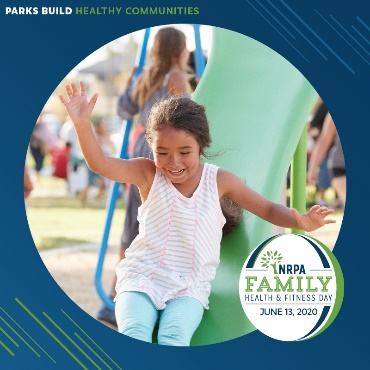 PARKS BUILD HEALTHY COMMUNITIES
NRPA
FAMILY
HEALTH & FITNESS DAY
JUNE 13, 2020